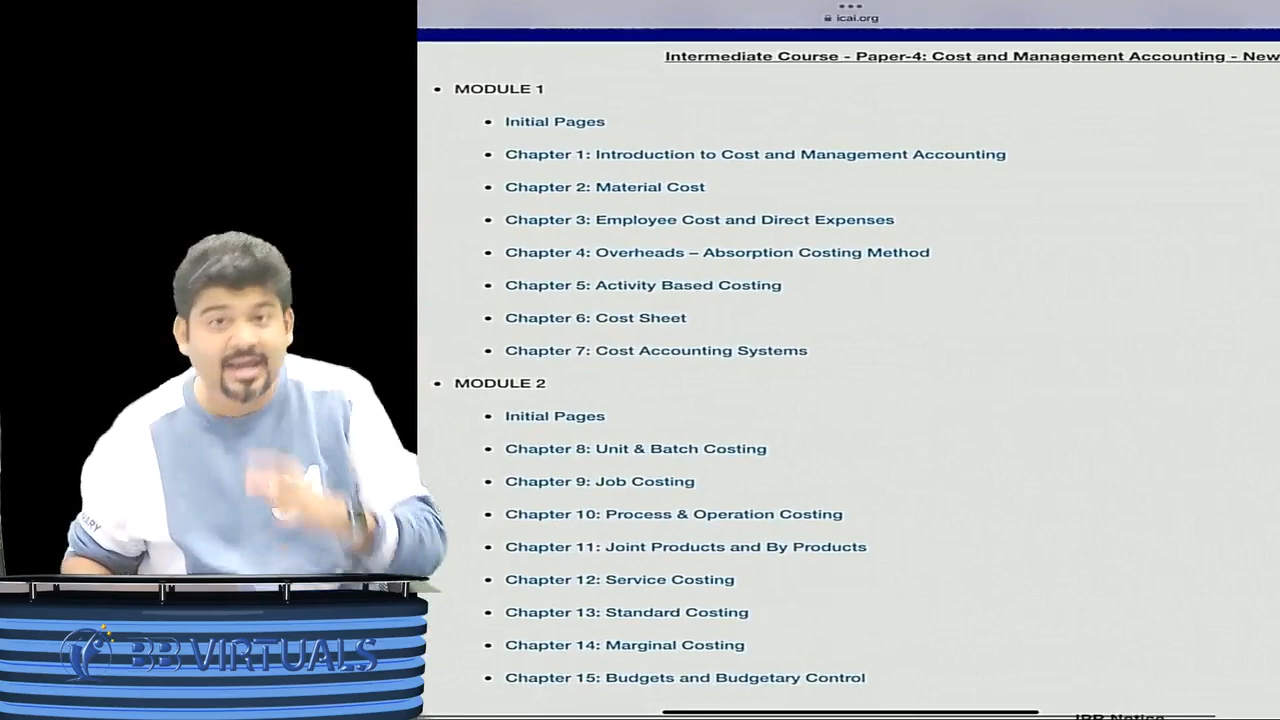 icai.org
Intermediate Course - Paper-4: Cost and Management Accounting - New
MODULE 1
Initial Pages
Chapter 1: Introduction to Cost and Management Accounting
Chapter 2: Material Cost
Chapter 3: Employee Cost and Direct Expenses
Chapter 4: Overheads – Absorption Costing Method
Chapter 5: Activity Based Costing
Chapter 6: Cost Sheet
Chapter 7: Cost Accounting Systems
MODULE 2
Initial Pages
Chapter 8: Unit & Batch Costing
Chapter 9: Job Costing
Chapter 10: Process & Operation Costing
Chapter 11: Joint Products and By Products
Chapter 12: Service Costing
Chapter 13: Standard Costing
Chapter 14: Marginal Costing
Chapter 15: Budgets and Budgetary Control
BB VIRTUALS